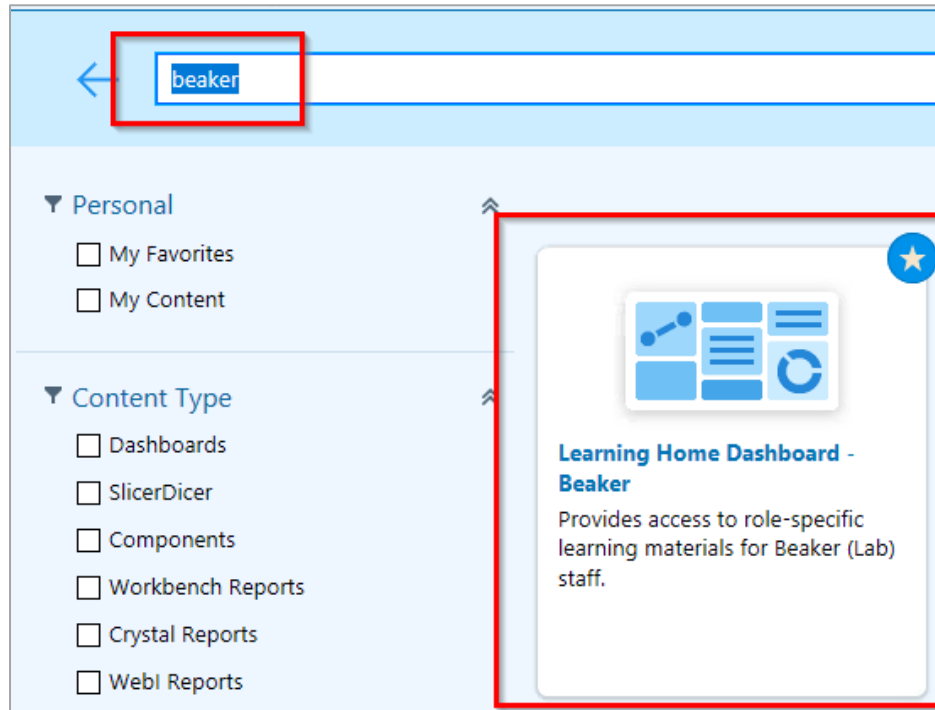 beaker
Personal
My Favorites
My Content
Content Type
Dashboards
SlicerDicer
Components
Workbench Reports
Crystal Reports
WebI Reports
Learning Home Dashboard -
Beaker
Provides access to role-specific
learning materials for Beaker (Lab)
staff.